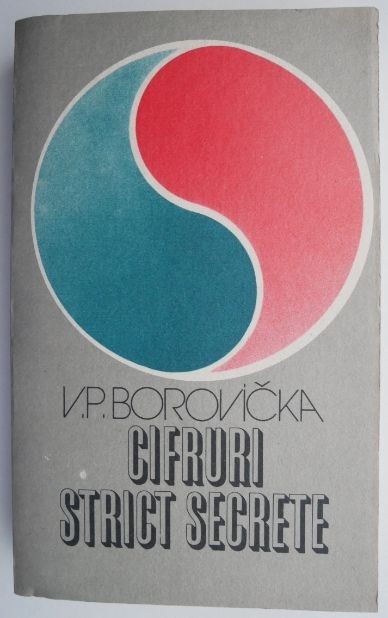 V.P. BOROVIČKA
CIFRURI
STRICT SECRETE